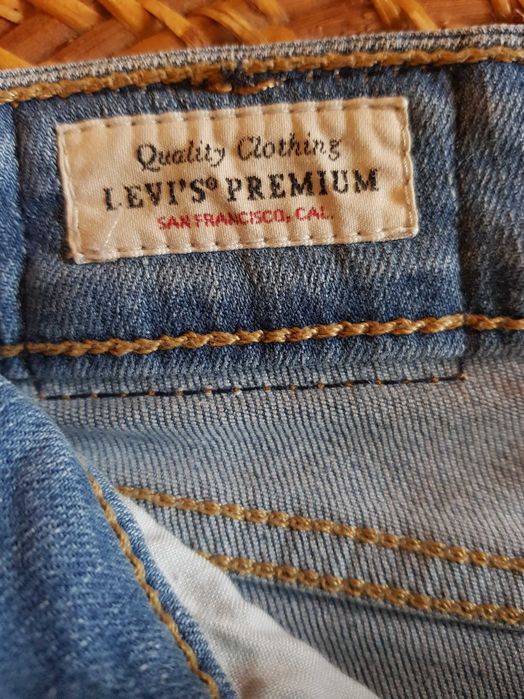 Quality Clothing
LEVI'S® PREMIUM
SAN FRANCISCO, CAL.